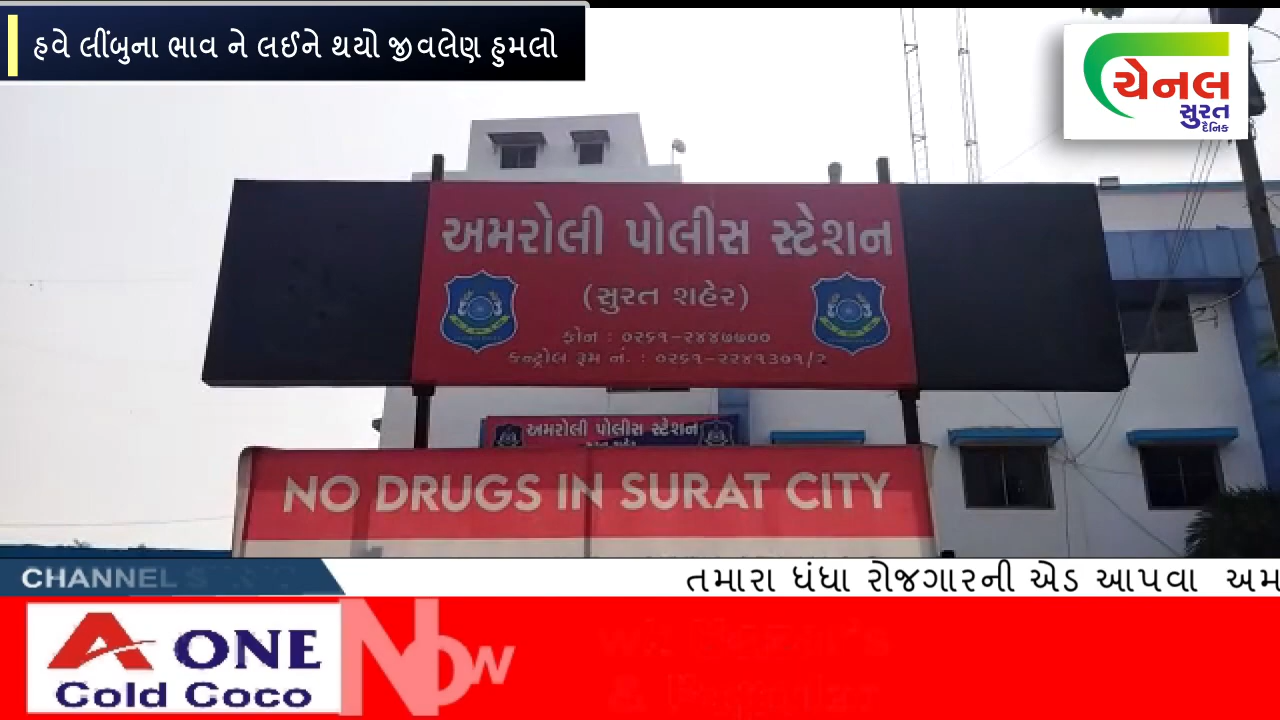 હવે લીંબુના ભાવ ને લઈને થયો જીવલેણ હુમલો
ચેનલ
સુરત
દૈનિક
અમરોલી પોલીસ સ્ટેશન
(સુરત શહેર)
ફોન : ૦૨૬૧-૨૪૪૭૭૦૦
કન્ટ્રોલ રૂમ નં. : ૦૨૬૧-૨૨૪૧૩૦૧/૨
અમરોલી પોલીસ સ્ટેશન
NO DRUGS IN SURAT CITY
CHANNEL
તમારા ધંધા રોજગારની એડ આપવા અમ
A ONE
Cold Coco
Now